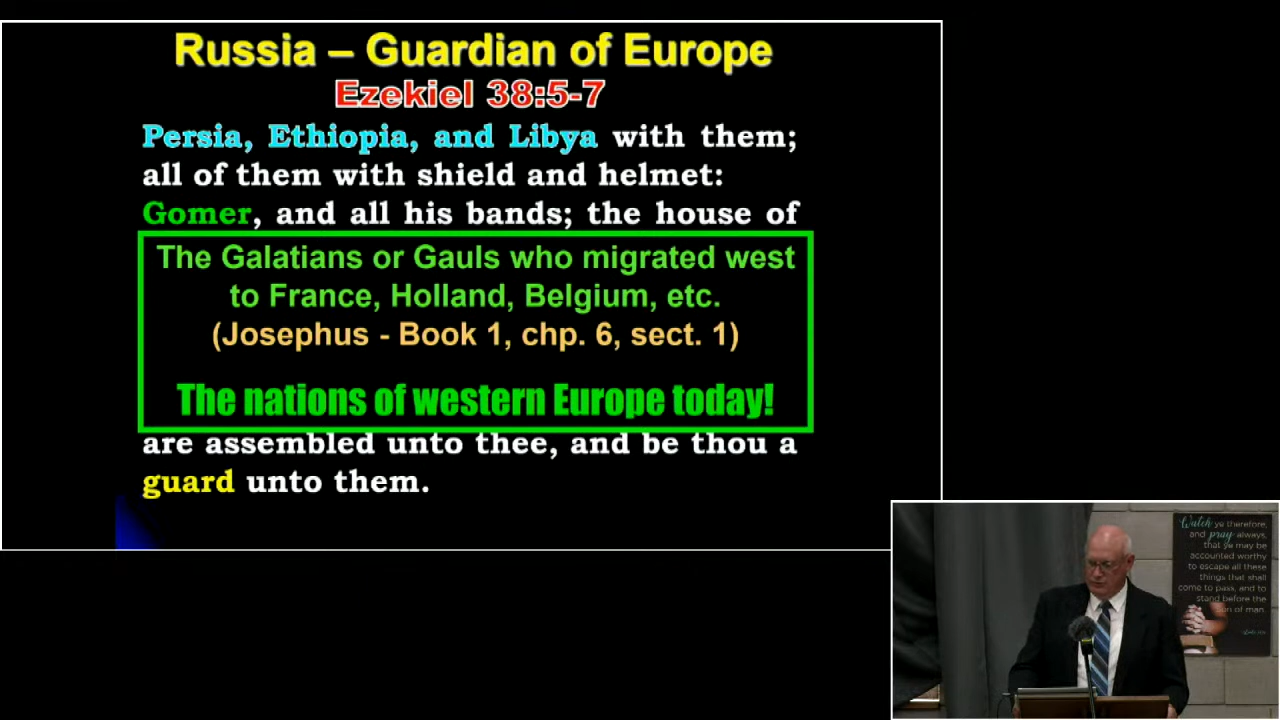 Russia – Guardian of Europe
Ezekiel 38:5-7
Persia, Ethiopia, and Libya with them;
all of them with shield and helmet:
Gomer, and all his bands; the house of
The Galatians or Gauls who migrated west
to France, Holland, Belgium, etc.
(Josephus - Book 1, chp. 6, sect. 1)
The nations of western Europe today!
are assembled unto thee, and be thou a
guard unto them.
Watch ye therefore,
and pray always,
that ye may be
accounted worthy
to escape all these
things that shall
come to pass, and to
stand before the
Son of man.